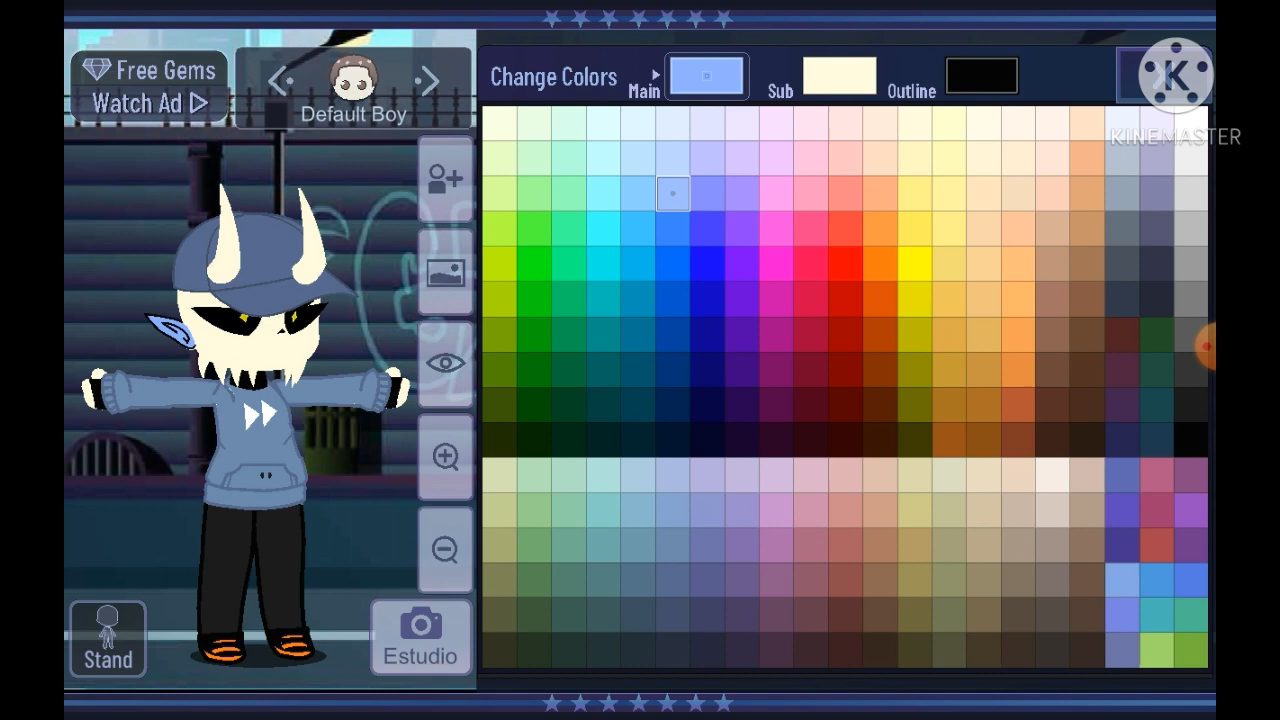 Free Gems
Watch Ad
Default Boy
Change Colors
Main
Sub
Outline
K
KINEMASTER
Stand
Estudio